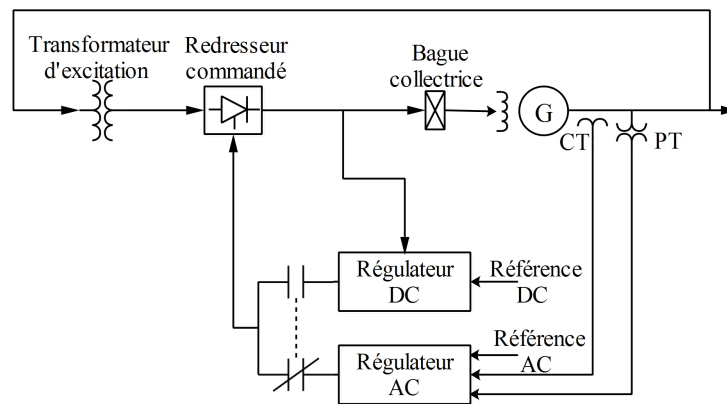 Transformateur
d'excitation
Redresseur
commandé
Bague
collectrice
G
CT
PT
Régulateur
DC
Référence
DC
Régulateur
AC
Référence
AC